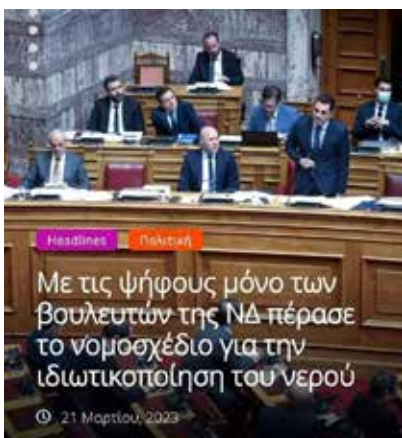 Headlines Πολιτική
Με τις ψήφους μόνο των
βουλευτών της ΝΔ πέρασε
το νομοσχέδιο για την
ιδιωτικοποίηση του νερού
21 Μαρτίου, 2023